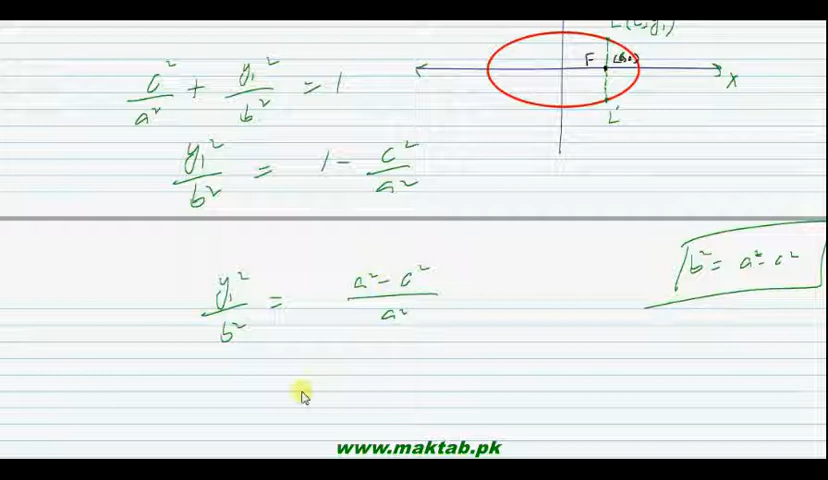 L(c, y₁)
F (c,0)
X
L'
c²/a² + y₁²/b² = 1
y₁²/b² = 1 - c²/a²
b² = a² - c²
y₁²/b² = a² - c²/a²
www.maktab.pk